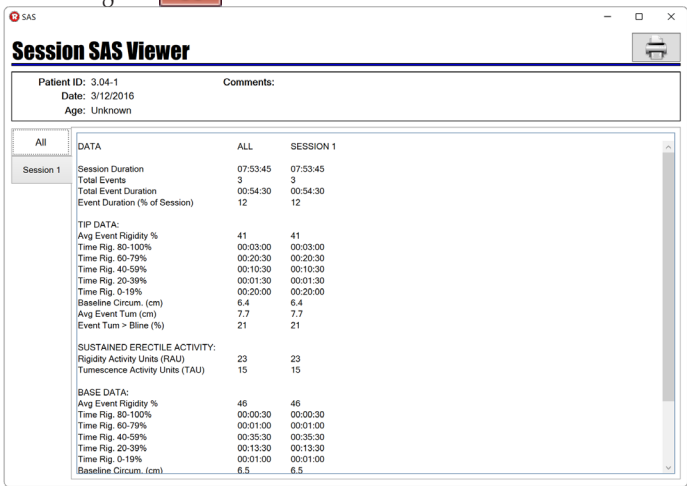 SAS
Session SAS Viewer
Patient ID: 3.04-1 Comments:
Date: 3/12/2016
Age: Unknown
All
Session 1
DATA ALL SESSION 1
Session Duration 07:53:45 07:53:45
Total Events 3 3
Total Event Duration 00:54:30 00:54:30
Event Duration (% of Session) 12 12
TIP DATA:
Avg Event Rigidity % 41 41
Time Rig. 80-100% 00:03:00 00:03:00
Time Rig. 60-79% 00:20:30 00:20:30
Time Rig. 40-59% 00:10:30 00:10:30
Time Rig. 20-39% 00:01:30 00:01:30
Time Rig. 0-19% 00:20:00 00:20:00
Baseline Circum. (cm) 6.4 6.4
Avg Event Tum (cm) 7.7 7.7
Event Tum > Bline (%) 21 21
SUSTAINED ERECTILE ACTIVITY:
Rigidity Activity Units (RAU) 23 23
Tumescence Activity Units (TAU) 15 15
BASE DATA:
Avg Event Rigidity % 46 46
Time Rig. 80-100% 00:00:30 00:00:30
Time Rig. 60-79% 00:01:00 00:01:00
Time Rig. 40-59% 00:35:30 00:35:30
Time Rig. 20-39% 00:13:30 00:13:30
Time Rig. 0-19% 00:01:00 00:01:00
Baseline Circum. (cm) 6.5 6.5